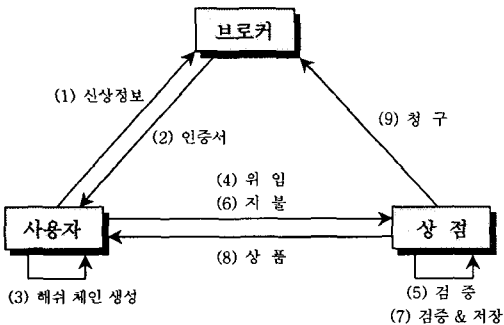 브로커
(1) 신상정보
(2) 인증서
(9) 청 구
(4) 위 임
(6) 지 불
사용자
상 점
(8) 상 품
(3) 해쉬 체인 생성
(5) 검 증
(7) 검증 & 저장